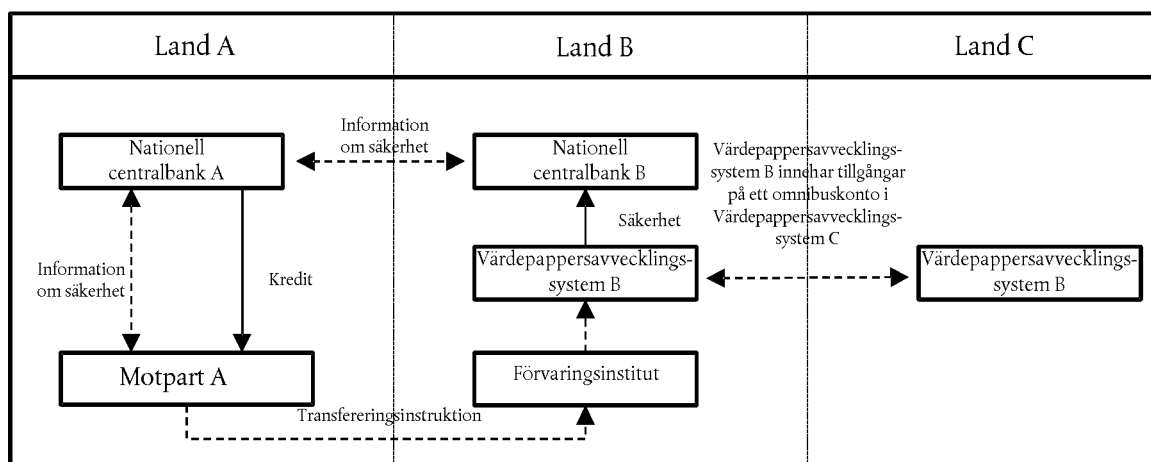 Land A
Land B
Land C
Nationell
centralbank A
Information
om säkerhet
Nationell
centralbank B
Värdepappersavvecklings-
system B innehar tillgångar
på ett omnibuskonto i
Värdepappersavvecklings-
system C
Säkerhet
Information
om säkerhet
Kredit
Värdepappersavvecklings-
system B
Värdepappersavvecklings-
system B
Motpart A
Förvaringsinstitut
Transfereringsinstruktion